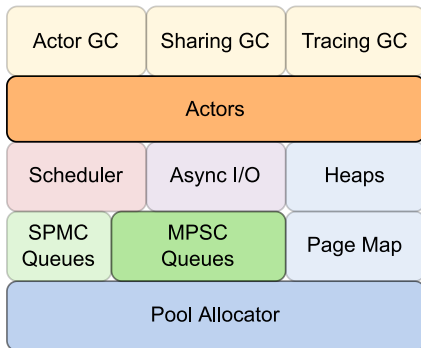 Actor GC Sharing GC Tracing GC
Actors
Scheduler Async I/O Heaps
SPMC Queues
MPSC Queues
Page Map
Pool Allocator